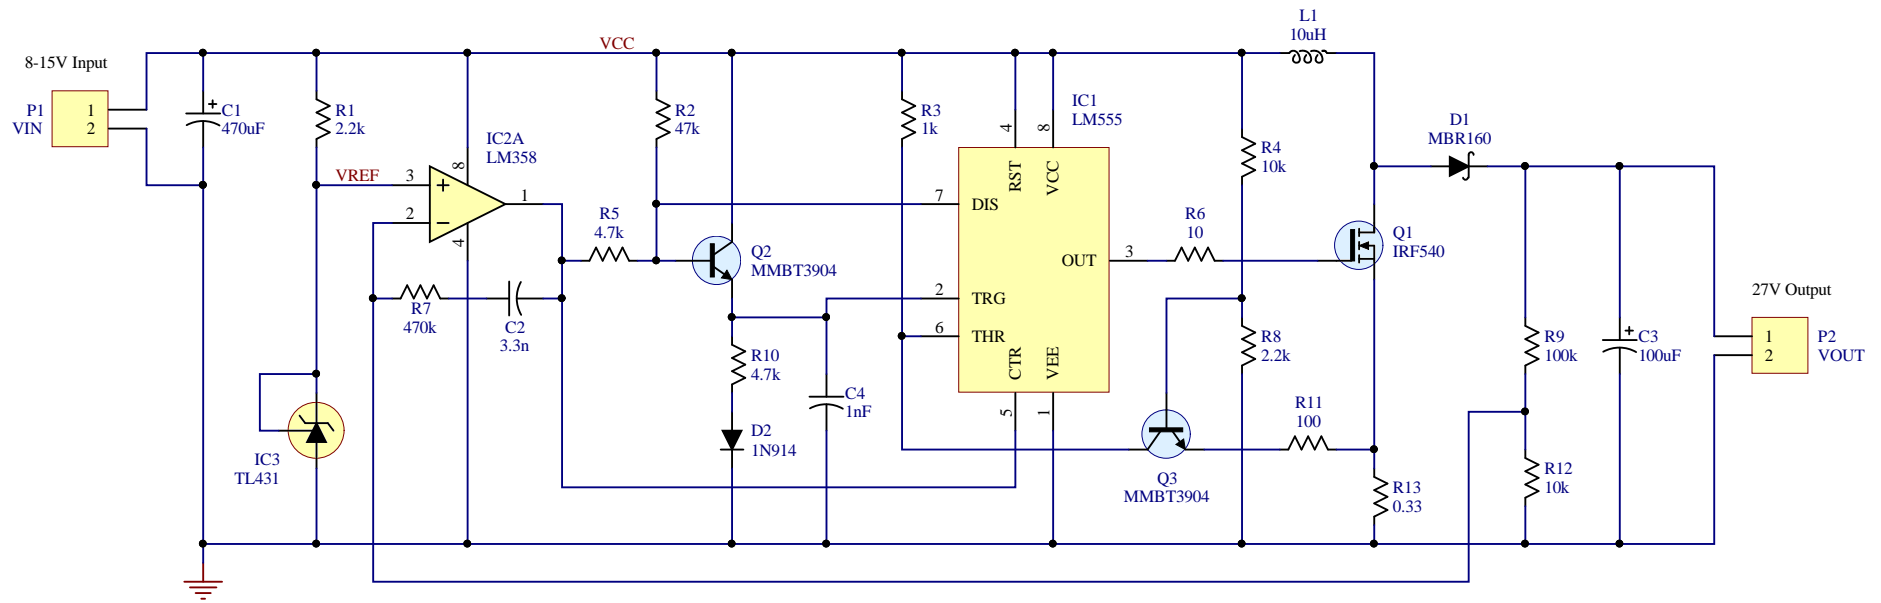 L1
10uH
VCC
8-15V Input
P1
VIN
1
2
C1
470uF
R1
2.2k
IC2A
LM358
R2
47k
R3
1k
IC1
LM555
4
8
RST
VCC
R4
10k
D1
MBR160
VREF
3
2
8
4
1
7
DIS
R5
4.7k
R6
10
Q1
IRF540
Q2
MMBT3904
OUT
3
R7
470k
C2
3.3n
2
TRG
6
THR
CTR
VEE
5
1
27V Output
1
2
P2
VOUT
R10
4.7k
R8
2.2k
R9
100k
C3
100uF
C4
1nF
D2
1N914
IC3
TL431
Q3
MMBT3904
R11
100
R13
0.33
R12
10k